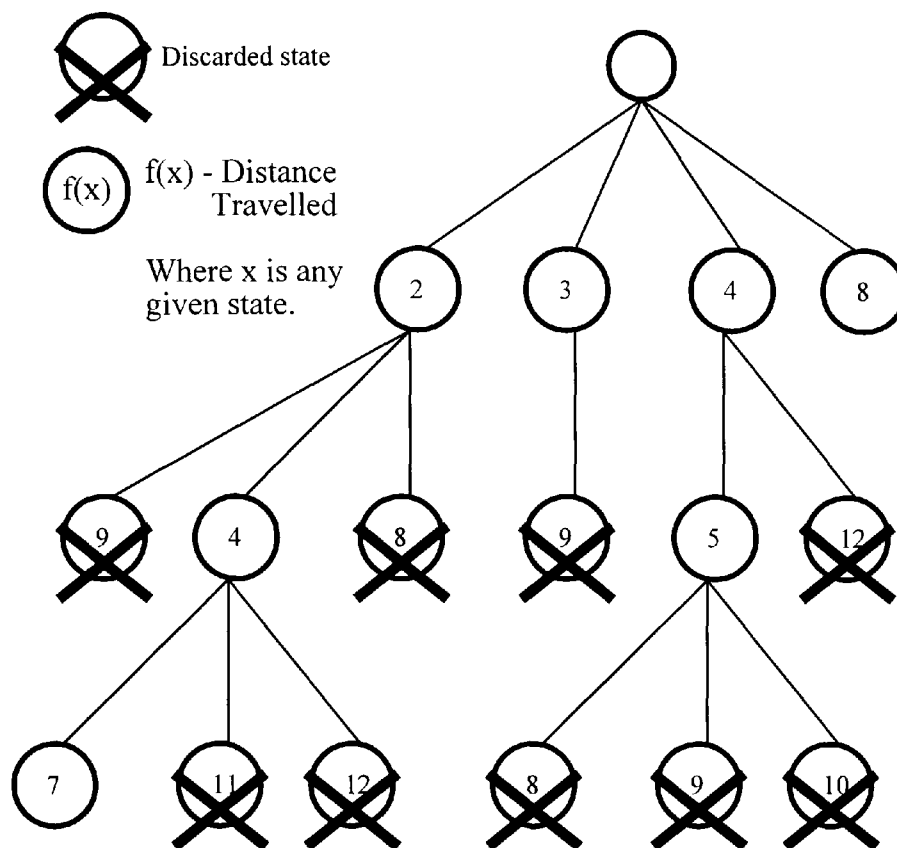 Discarded state
f(x)
f(x) - Distance
Travelled
Where x is any
given state.
2
3
4
8
9
4
8
9
5
12
7
11
12
8
9
10